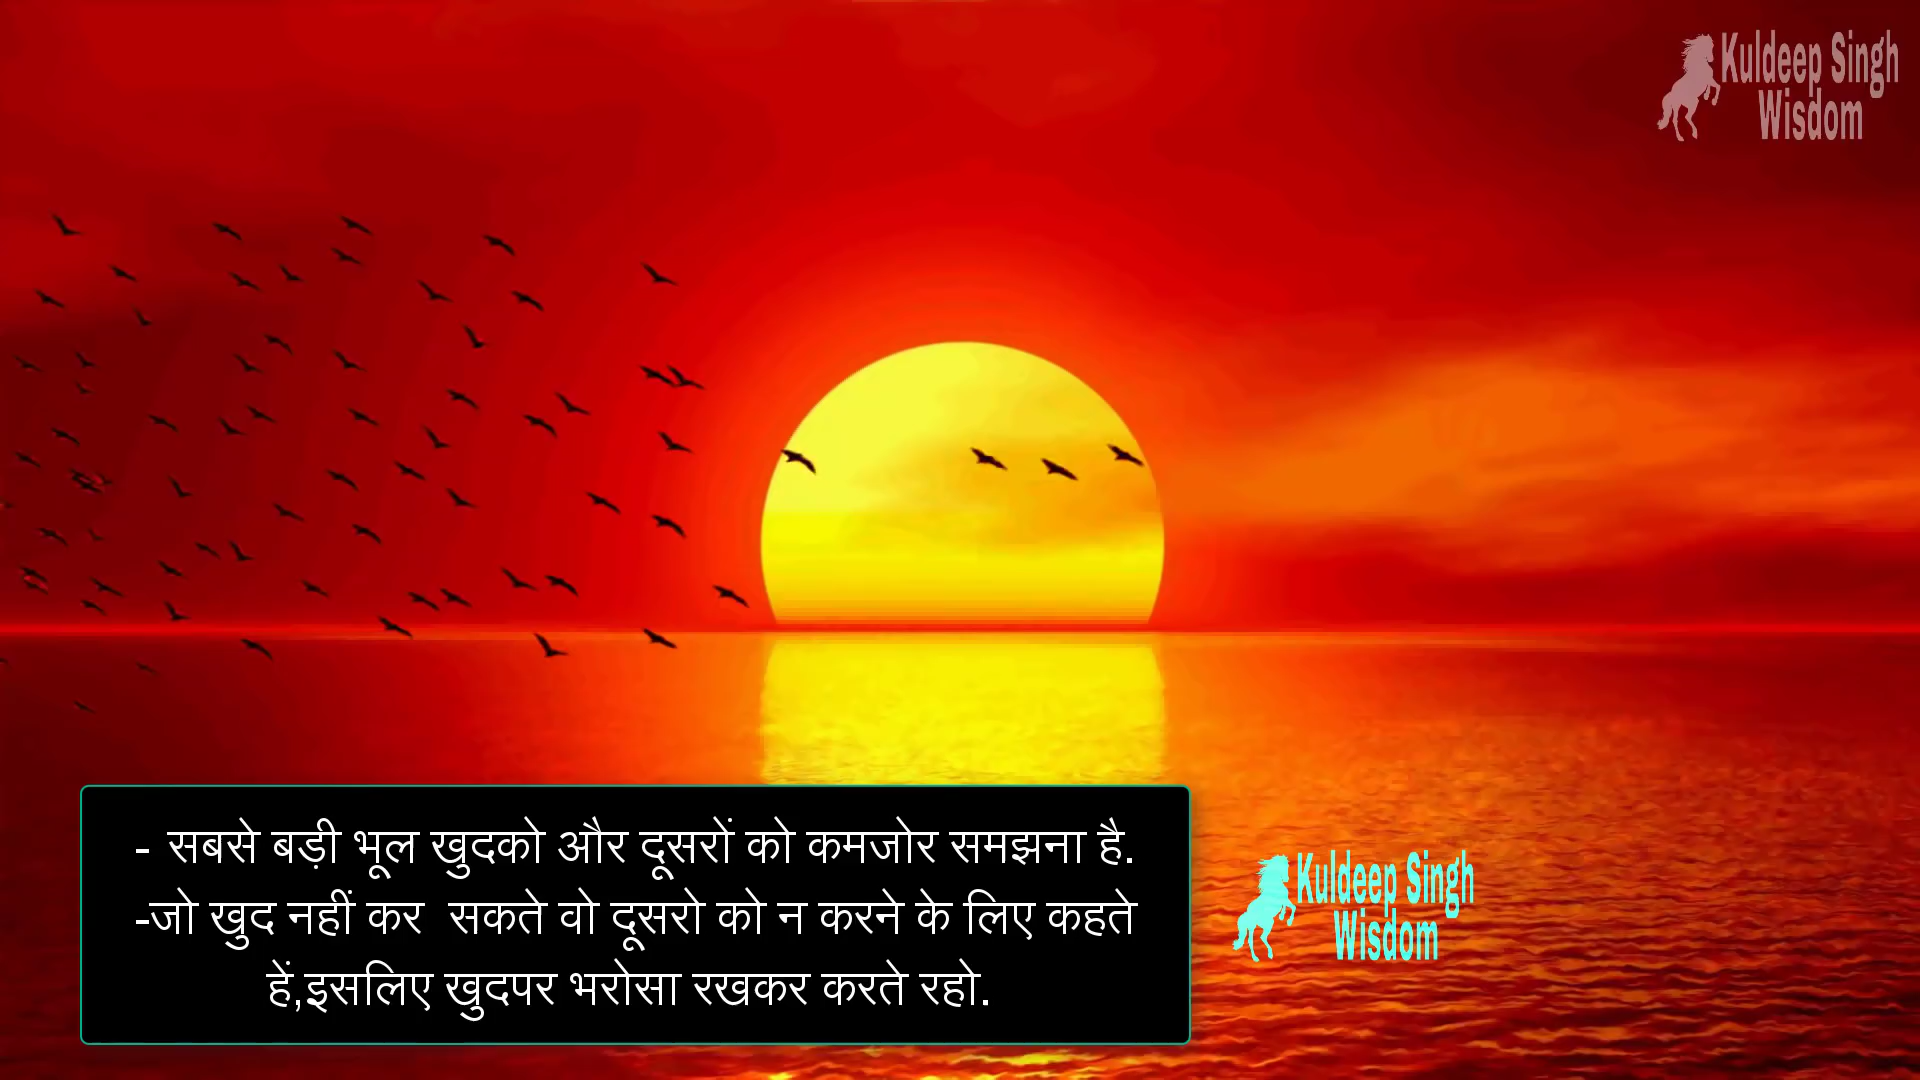 Kuldeep Singh
Wisdom
- सबसे बड़ी भूल खुदको और दूसरों को कमजोर समझना है.
-जो खुद नहीं कर  सकते वो दूसरो को न करने के लिए कहते
हें,इसलिए खुदपर भरोसा रखकर करते रहो.
Kuldeep Singh
Wisdom